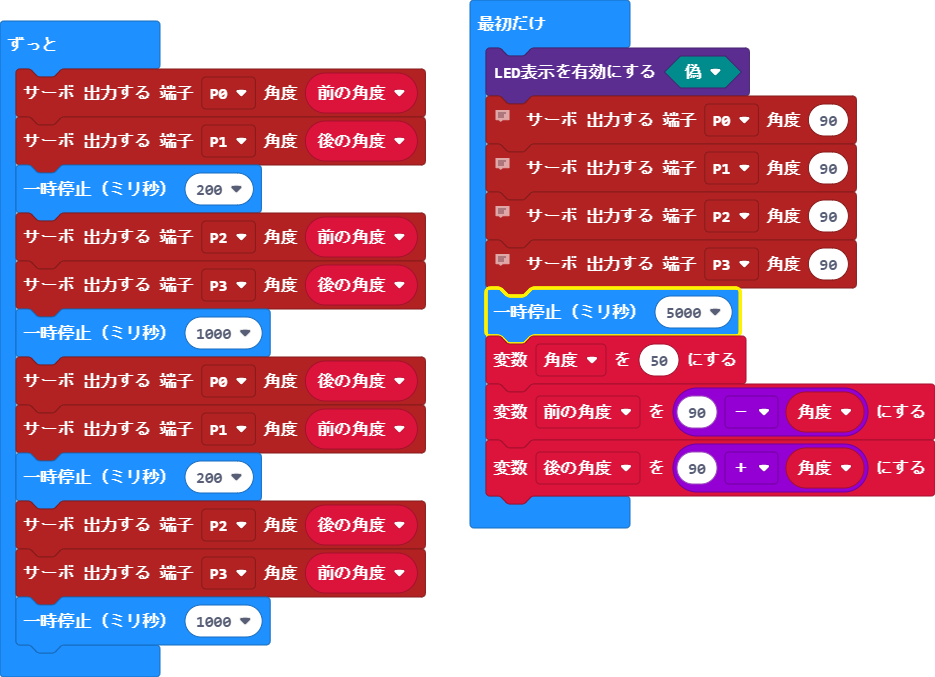 ずっと
サーボ 出力する 端子 P0 角度 前の角度
サーボ 出力する 端子 P1 角度 後の角度
一時停止（ミリ秒） 200
サーボ 出力する 端子 P2 角度 前の角度
サーボ 出力する 端子 P3 角度 後の角度
一時停止（ミリ秒） 1000
サーボ 出力する 端子 P0 角度 後の角度
サーボ 出力する 端子 P1 角度 前の角度
一時停止（ミリ秒） 200
サーボ 出力する 端子 P2 角度 後の角度
サーボ 出力する 端子 P3 角度 前の角度
一時停止（ミリ秒） 1000
最初だけ
LED表示を有効にする 偽
サーボ 出力する 端子 P0 角度 90
サーボ 出力する 端子 P1 角度 90
サーボ 出力する 端子 P2 角度 90
サーボ 出力する 端子 P3 角度 90
一時停止（ミリ秒） 5000
変数 角度 を 50 にする
変数 前の角度 を 90 - 角度 にする
変数 後の角度 を 90 + 角度 にする